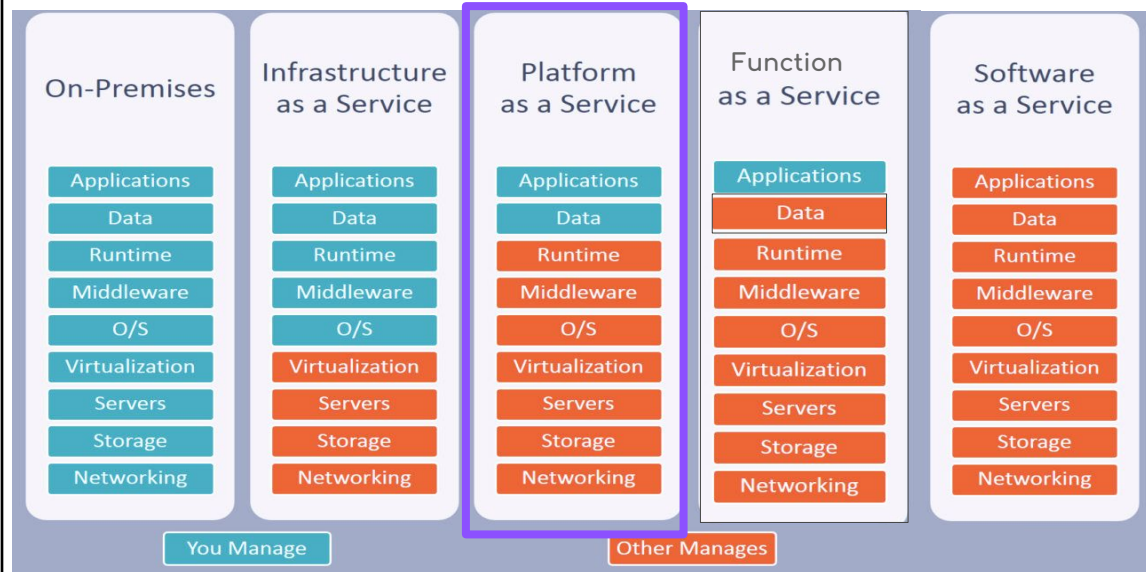 On-Premises
Applications
Data
Runtime
Middleware
O/S
Virtualization
Servers
Storage
Networking
Infrastructure
as a Service
Applications
Data
Runtime
Middleware
O/S
Virtualization
Servers
Storage
Networking
Platform
as a Service
Applications
Data
Runtime
Middleware
O/S
Virtualization
Servers
Storage
Networking
Function
as a Service
Applications
Data
Runtime
Middleware
O/S
Virtualization
Servers
Storage
Networking
Software
as a Service
Applications
Data
Runtime
Middleware
O/S
Virtualization
Servers
Storage
Networking
You Manage
Other Manages